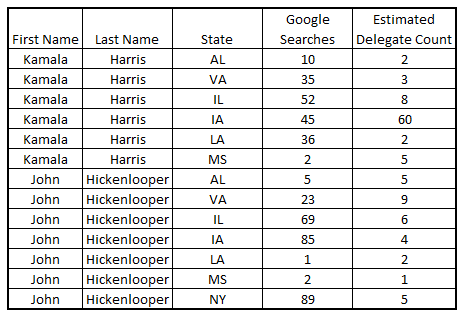 First Name Last Name State Google Searches Estimated Delegate Count
Kamala Harris AL 10 2
Kamala Harris VA 35 3
Kamala Harris IL 52 8
Kamala Harris IA 45 60
Kamala Harris LA 36 2
Kamala Harris MS 2 5
John Hickenlooper AL 5 5
John Hickenlooper VA 23 9
John Hickenlooper IL 69 6
John Hickenlooper IA 85 4
John Hickenlooper LA 1 2
John Hickenlooper MS 2 1
John Hickenlooper NY 89 5